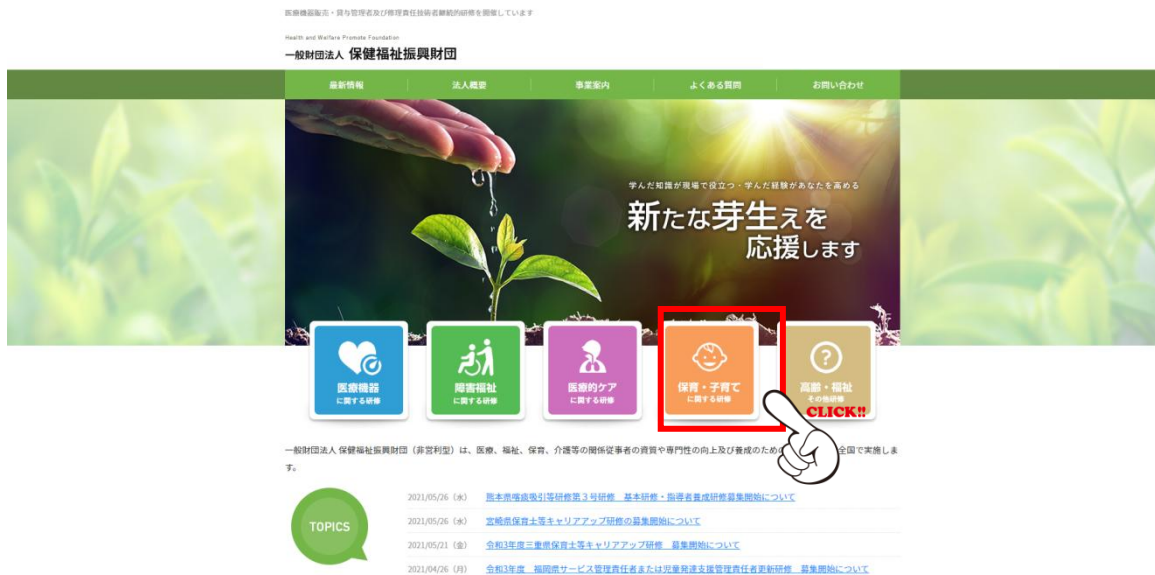 医療機器販売・貸与管理者及び修理責任技術者継続的研修を開催しています
Health and Welfare Promote Foundation
一般財団法人 保健福祉振興財団
最新情報 法人概要 事業案内 よくある質問 お問い合わせ
学んだ知識が現場で役立つ・学んだ経験があなたを高める
新たな芽生えを
応援します
医療機器
に関する研修
障害福祉
に関する研修
医療的ケア
に関する研修
保育・子育て
に関する研修
高齢・福祉
その他研修
CLICK!!
一般財団法人 保健福祉振興財団（非営利型）は、医療、福祉、保育、介護等の関係従事者の資質や専門性の向上及び養成のための 全国で実施しま
す。
TOPICS
2021/05/26（水） 熊本県喀痰吸引等研修第３号研修　基本研修・指導者養成研修募集開始について
2021/05/26（水） 宮崎県保育士等キャリアアップ研修の募集開始について
2021/05/21（金） 令和3年度三重県保育士等キャリアアップ研修　募集開始について
2021/04/26（月） 令和3年度　福岡県サービス管理責任者または児童発達支援管理責任者更新研修　募集開始について